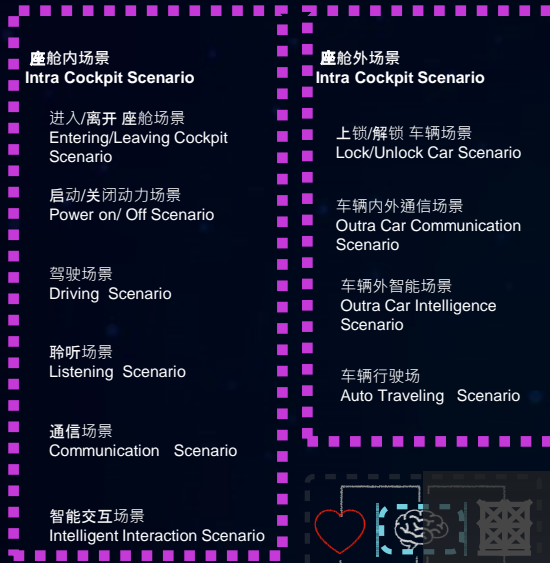 座舱内场景
Intra Cockpit Scenario
进入/离开 座舱场景
Entering/Leaving Cockpit
Scenario
启动/关闭动力场景
Power on/ Off Scenario
驾驶场景
Driving Scenario
聆听场景
Listening Scenario
通信场景
Communication Scenario
智能交互场景
Intelligent Interaction Scenario
座舱外场景
Intra Cockpit Scenario
上锁/解锁 车辆场景
Lock/Unlock Car Scenario
车辆内外通信场景
Outra Car Communication
Scenario
车辆外智能场景
Outra Car Intelligence
Scenario
车辆行驶场
Auto Traveling Scenario